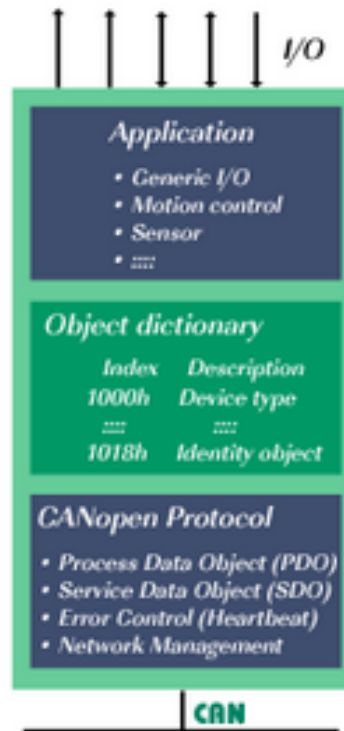 I/O
Application
• Generic I/O
• Motion control
• Sensor
• ::::
Object dictionary
Index Description
1000h Device type
:::: ::::
1018h Identity object
CANopen Protocol
• Process Data Object (PDO)
• Service Data Object (SDO)
• Error Control (Heartbeat)
• Network Management
CAN